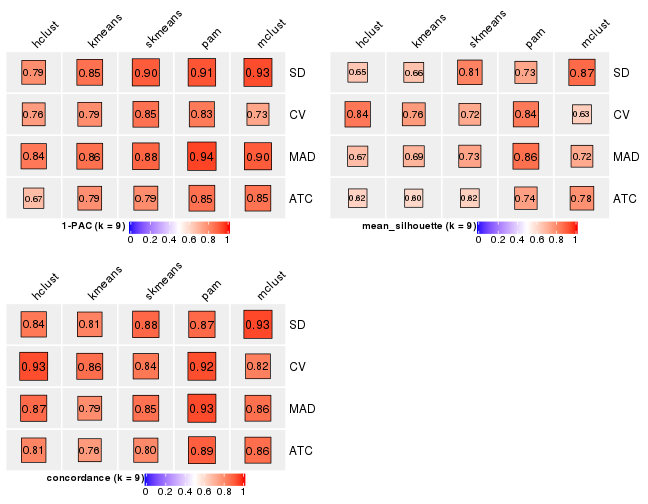 hclust kmeans skmeans pam mclust
0.79 0.85 0.90 0.91 0.93 SD
0.76 0.79 0.85 0.83 0.73 CV
0.84 0.86 0.88 0.94 0.90 MAD
0.67 0.79 0.79 0.85 0.85 ATC
1-PAC (k = 9)
0 0.2 0.4 0.6 0.8 1
hclust kmeans skmeans pam mclust
0.65 0.66 0.81 0.73 0.87 SD
0.84 0.76 0.72 0.84 0.63 CV
0.67 0.69 0.73 0.86 0.72 MAD
0.62 0.60 0.62 0.74 0.78 ATC
mean_silhouette (k = 9)
0 0.2 0.4 0.6 0.8 1
hclust kmeans skmeans pam mclust
0.84 0.81 0.88 0.87 0.93 SD
0.93 0.86 0.84 0.92 0.82 CV
0.87 0.79 0.85 0.93 0.86 MAD
0.81 0.76 0.80 0.89 0.86 ATC
concordance (k = 9)
0 0.2 0.4 0.6 0.8 1